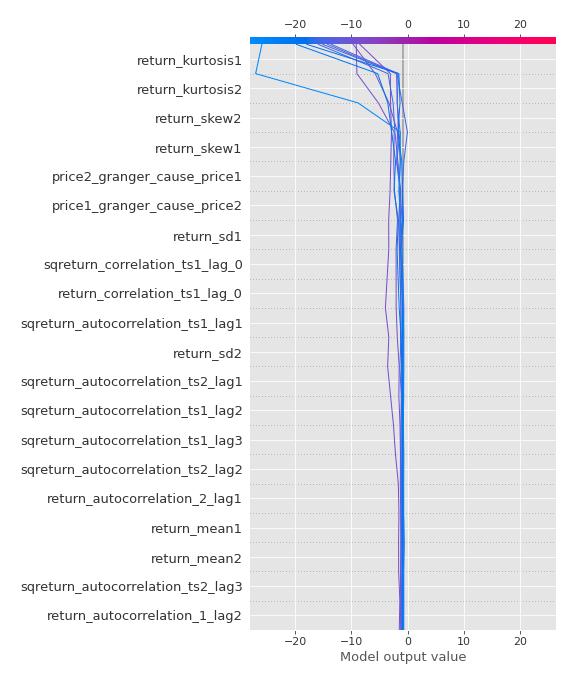 −20 −10 0 10 20
return_kurtosis1
return_kurtosis2
return_skew2
return_skew1
price2_granger_cause_price1
price1_granger_cause_price2
return_sd1
sqreturn_correlation_ts1_lag_0
return_correlation_ts1_lag_0
sqreturn_autocorrelation_ts1_lag1
return_sd2
sqreturn_autocorrelation_ts2_lag1
sqreturn_autocorrelation_ts1_lag2
sqreturn_autocorrelation_ts1_lag3
sqreturn_autocorrelation_ts2_lag2
return_autocorrelation_2_lag1
return_mean1
return_mean2
sqreturn_autocorrelation_ts2_lag3
return_autocorrelation_1_lag2
−20 −10 0 10 20
Model output value